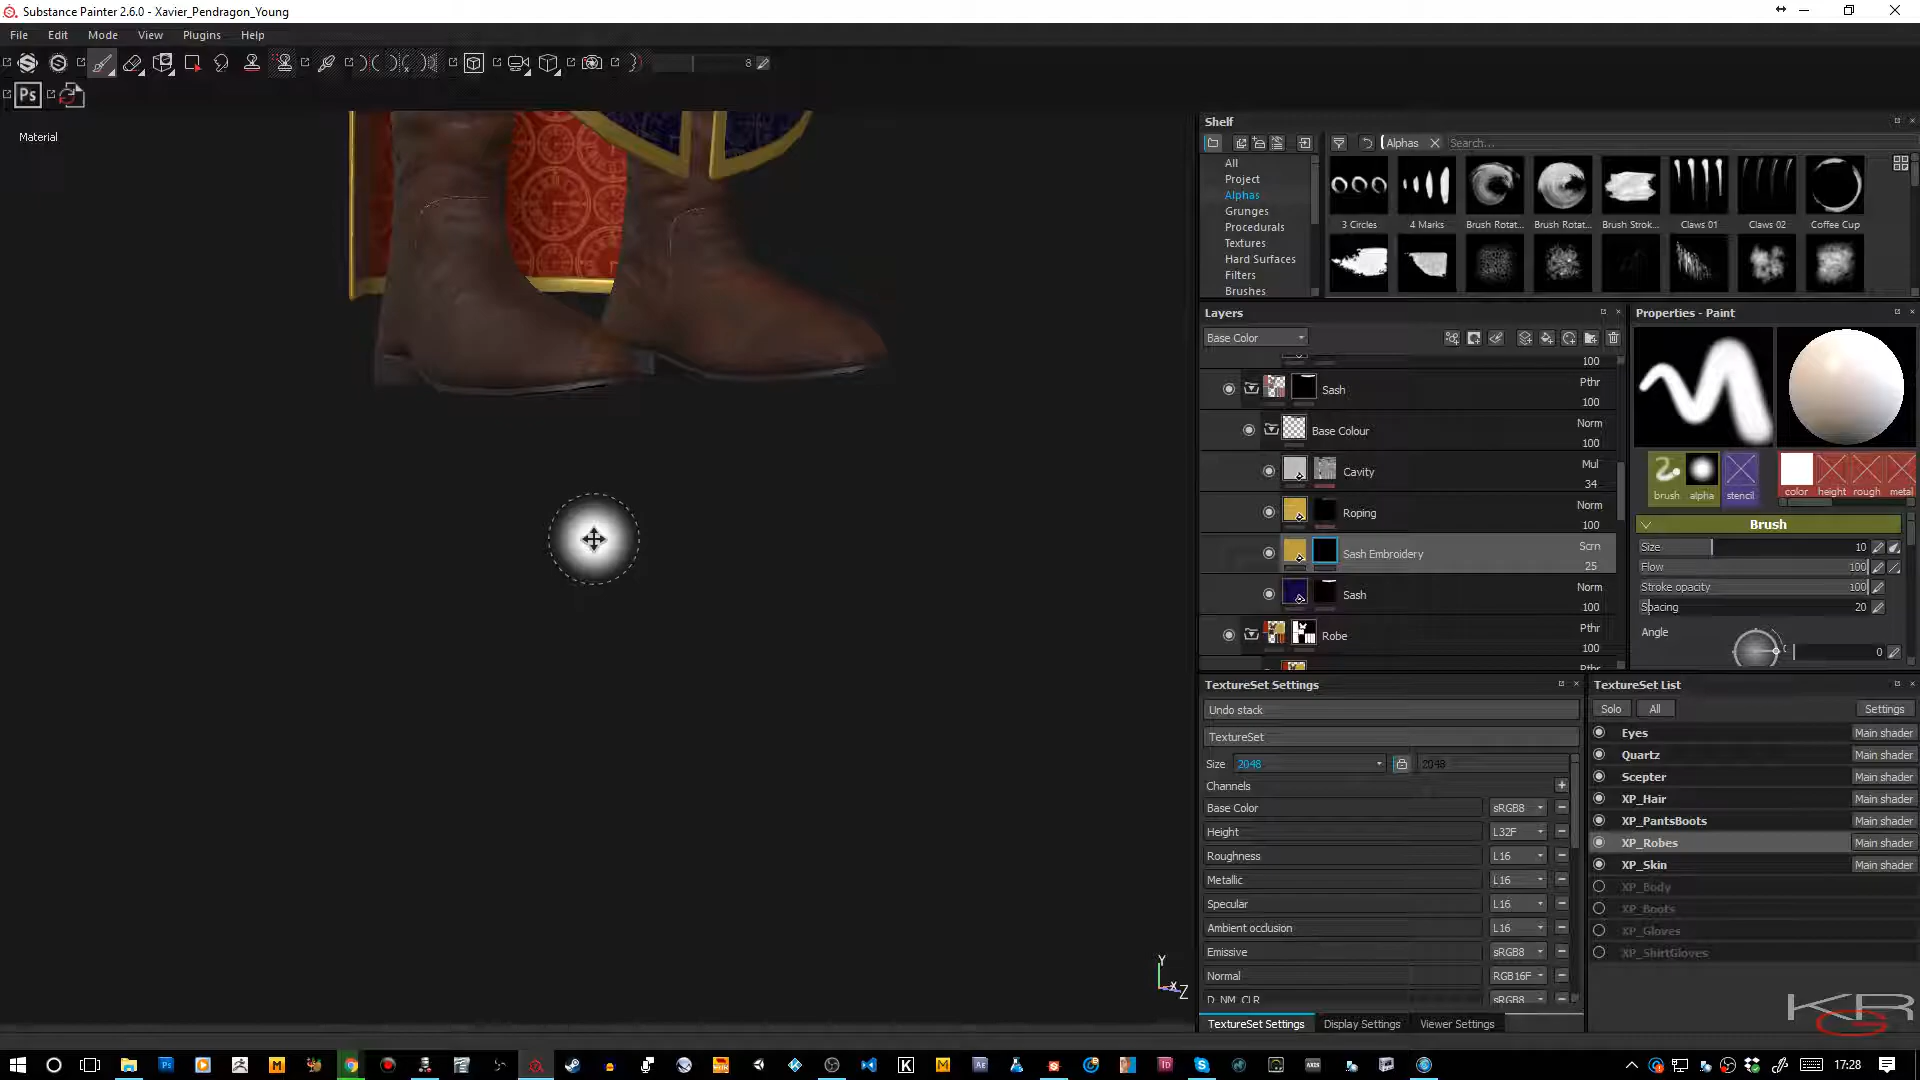 Substance Painter 2.6.0 - Xavier_Pendragon_Young
File Edit Mode View Plugins Help
8
Ps
Material
Shelf
Alphas Search...
All
Project
Alphas
Grunges
Procedurals
Textures
Hard Surfaces
Filters
Brushes
3 Circles 4 Marks Brush Rotat... Brush Rotat... Brush Strok... Claws 01 Claws 02 Coffee Cup
Layers
Base Color
100
Sash Pthr 100
Base Colour Norm 100
Cavity Mul 34
Roping Norm 100
Sash Embroidery Scrn 25
Sash Norm 100
Robe Pthr 100
Pthr
Properties - Paint
brush alpha stencil color height rough metal
Brush
Size 10
Flow 100
Stroke opacity 100
Spacing 20
Angle 0
TextureSet Settings
Undo stack
TextureSet
Size 2048 2048
Channels
Base Color sRGB8
Height L32F
Roughness L16
Metallic L16
Specular L16
Ambient occlusion L16
Emissive sRGB8
Normal RGB16F
D_NM_CLR sRGB8
TextureSet Settings Display Settings Viewer Settings
TextureSet List
Solo All Settings
Eyes Main shader
Quartz Main shader
Scepter Main shader
XP_Hair Main shader
XP_PantsBoots Main shader
XP_Robes Main shader
XP_Skin Main shader
XP_Body
XP_Boots
XP_Gloves
XP_ShirtGloves
Y
X
Z
KRG
17:28